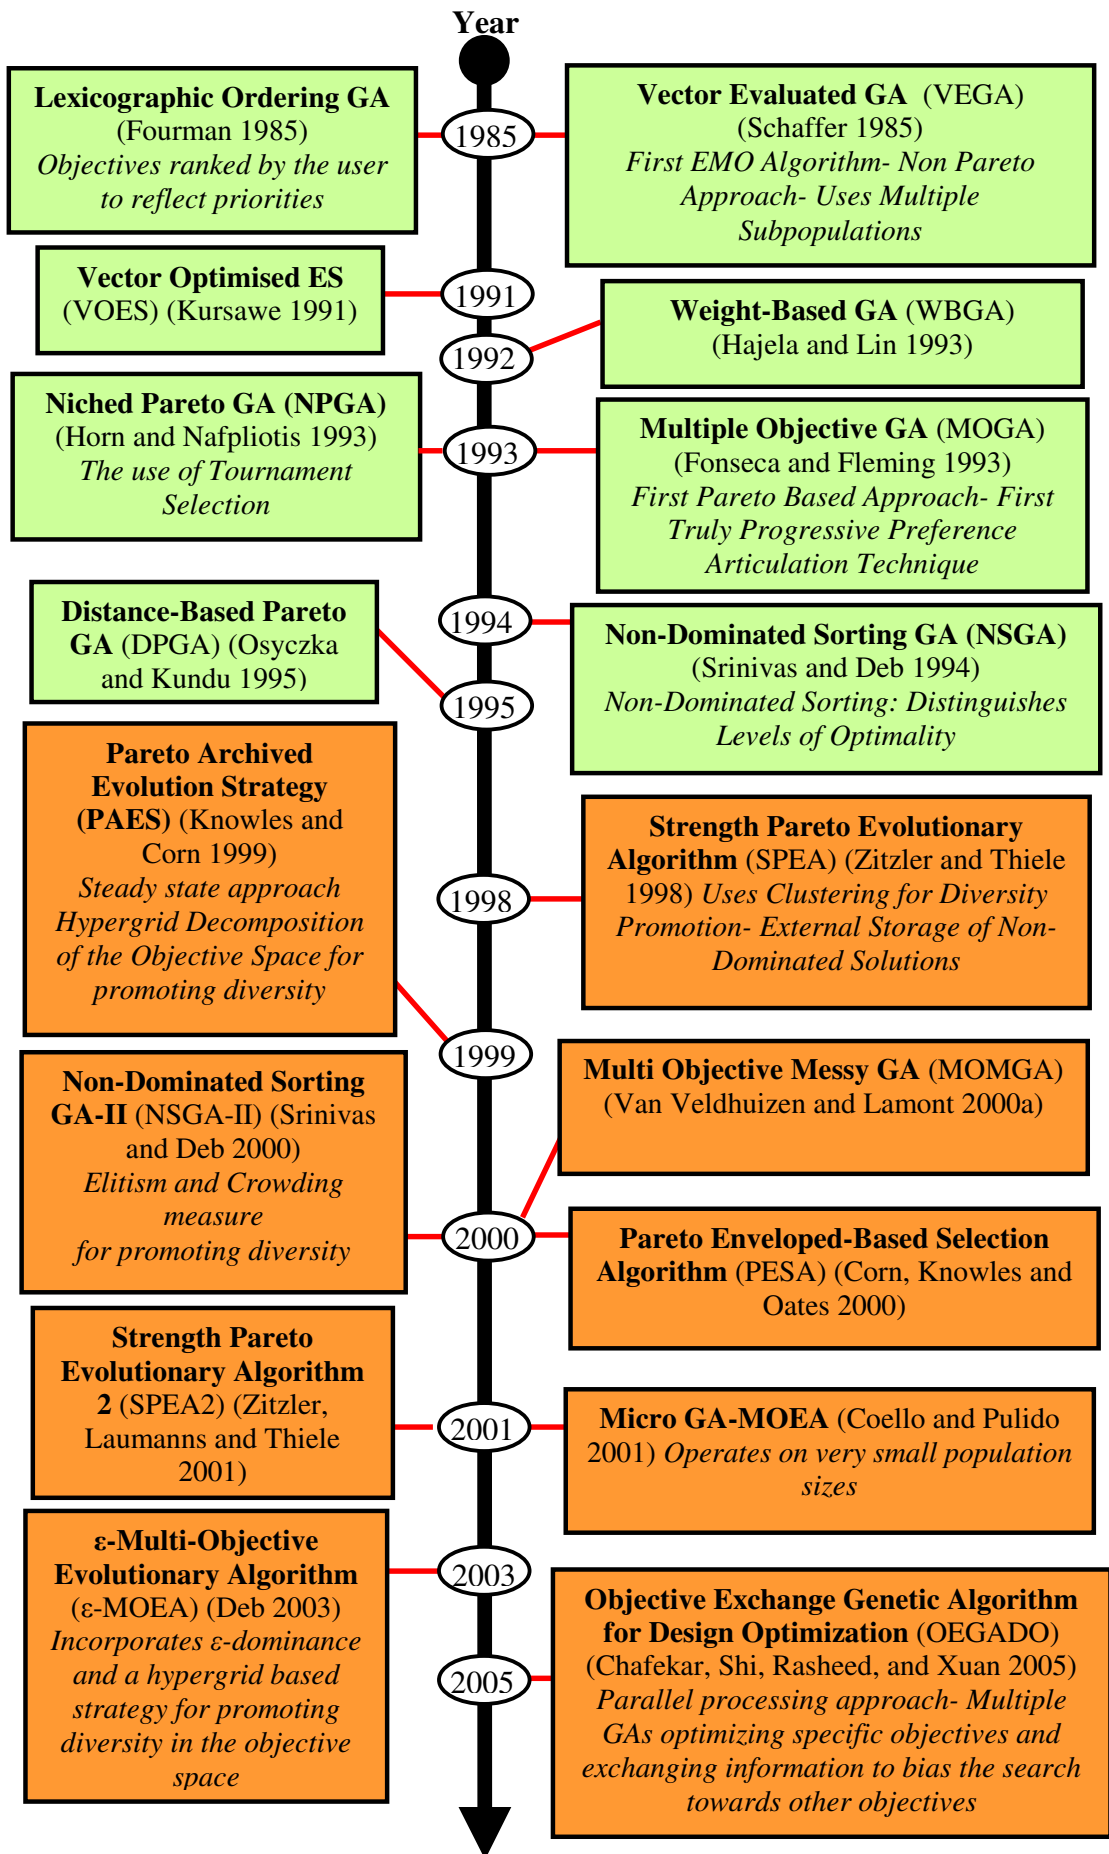 Year
Lexicographic Ordering GA
(Fourman 1985)
Objectives ranked by the user
to reflect priorities
1985
Vector Evaluated GA (VEGA)
(Schaffer 1985)
First EMO Algorithm- Non Pareto
Approach- Uses Multiple
Subpopulations
Vector Optimised ES
(VOES) (Kursawe 1991)
1991
Weight-Based GA (WBGA)
(Hajela and Lin 1993)
1992
Niched Pareto GA (NPGA)
(Horn and Nafpliotis 1993)
The use of Tournament
Selection
1993
Multiple Objective GA (MOGA)
(Fonseca and Fleming 1993)
First Pareto Based Approach- First
Truly Progressive Preference
Articulation Technique
Distance-Based Pareto
GA (DPGA) (Osyczka
and Kundu 1995)
1994
Non-Dominated Sorting GA (NSGA)
(Srinivas and Deb 1994)
Non-Dominated Sorting: Distinguishes
Levels of Optimality
1995
Pareto Archived
Evolution Strategy
(PAES) (Knowles and
Corn 1999)
Steady state approach
Hypergrid Decomposition
of the Objective Space for
promoting diversity
Strength Pareto Evolutionary
Algorithm (SPEA) (Zitzler and Thiele
1998) Uses Clustering for Diversity
Promotion- External Storage of Non-
Dominated Solutions
1998
1999
Non-Dominated Sorting
GA-II (NSGA-II) (Srinivas
and Deb 2000)
Elitism and Crowding
measure
for promoting diversity
Multi Objective Messy GA (MOMGA)
(Van Veldhuizen and Lamont 2000a)
2000
Pareto Enveloped-Based Selection
Algorithm (PESA) (Corn, Knowles and
Oates 2000)
Strength Pareto
Evolutionary Algorithm
2 (SPEA2) (Zitzler,
Laumanns and Thiele
2001)
2001
Micro GA-MOEA (Coello and Pulido
2001) Operates on very small population
sizes
ε-Multi-Objective
Evolutionary Algorithm
(ε-MOEA) (Deb 2003)
Incorporates ε-dominance
and a hypergrid based
strategy for promoting
diversity in the objective
space
2003
Objective Exchange Genetic Algorithm
for Design Optimization (OEGADO)
(Chafekar, Shi, Rasheed, and Xuan 2005)
Parallel processing approach- Multiple
GAs optimizing specific objectives and
exchanging information to bias the search
towards other objectives
2005